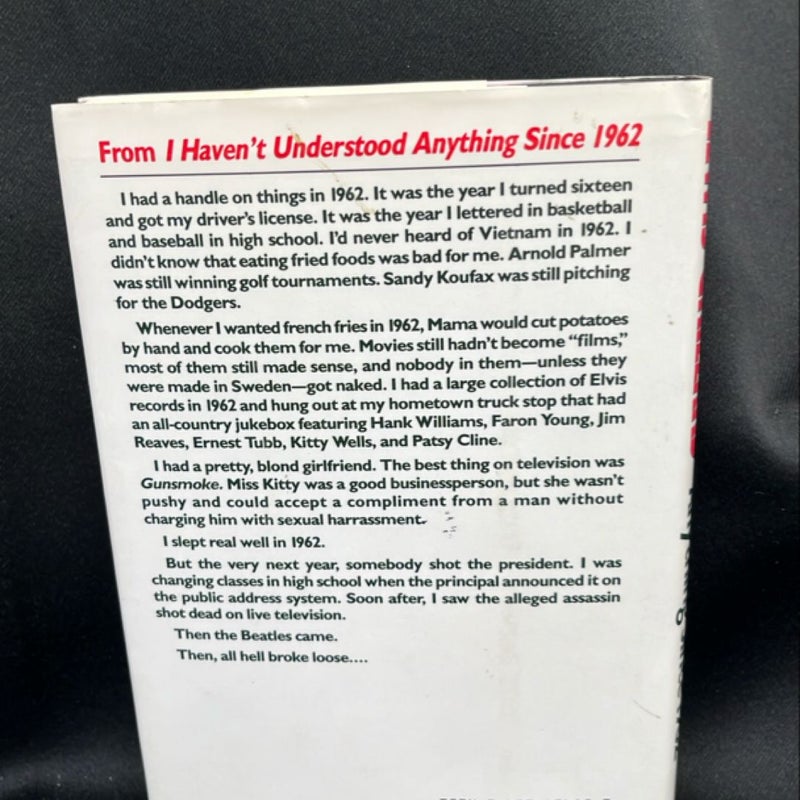 From I Haven't Understood Anything Since 1962
I had a handle on things in 1962. It was the year I turned sixteen
and got my driver's license. It was the year I lettered in basketball
and baseball in high school. I'd never heard of Vietnam in 1962. I
didn't know that eating fried foods was bad for me. Arnold Palmer
was still winning golf tournaments. Sandy Koufax was still pitching
for the Dodgers.
Whenever I wanted french fries in 1962, Mama would cut potatoes
by hand and cook them for me. Movies still hadn't become “films,”
most of them still made sense, and nobody in them—unless they
were made in Sweden—got naked. I had a large collection of Elvis
records in 1962 and hung out at my hometown truck stop that had
an all-country jukebox featuring Hank Williams, Faron Young, Jim
Reaves, Ernest Tubb, Kitty Wells, and Patsy Cline.
I had a pretty, blond girlfriend. The best thing on television was
Gunsmoke. Miss Kitty was a good businessperson, but she wasn't
pushy and could accept a compliment from a man without
charging him with sexual harrassment.
I slept real well in 1962.
But the very next year, somebody shot the president. I was
changing classes in high school when the principal announced it on
the public address system. Soon after, I saw the alleged assassin
shot dead on live television.
Then the Beatles came.
Then, all hell broke loose....